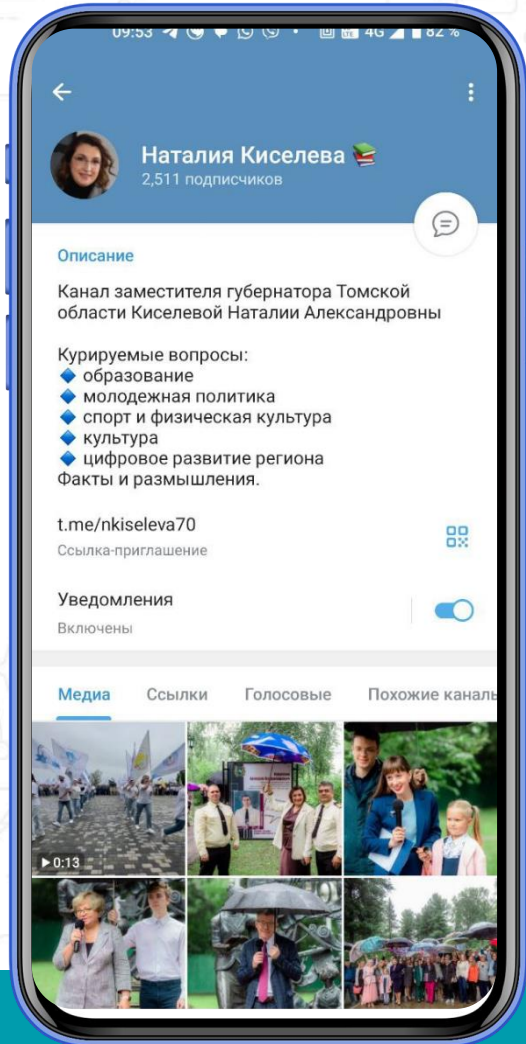 09:53 4G 82 %
Наталия Киселева
2,511 подписчиков
Описание
Канал заместителя губернатора Томской
области Киселевой Наталии Александровны
Курируемые вопросы:
образование
молодежная политика
спорт и физическая культура
культура
цифровое развитие региона
Факты и размышления.
t.me/nkiseleva70
Ссылка-приглашение
Уведомления
Включены
Медиа Ссылки Голосовые Похожие каналы
0:13